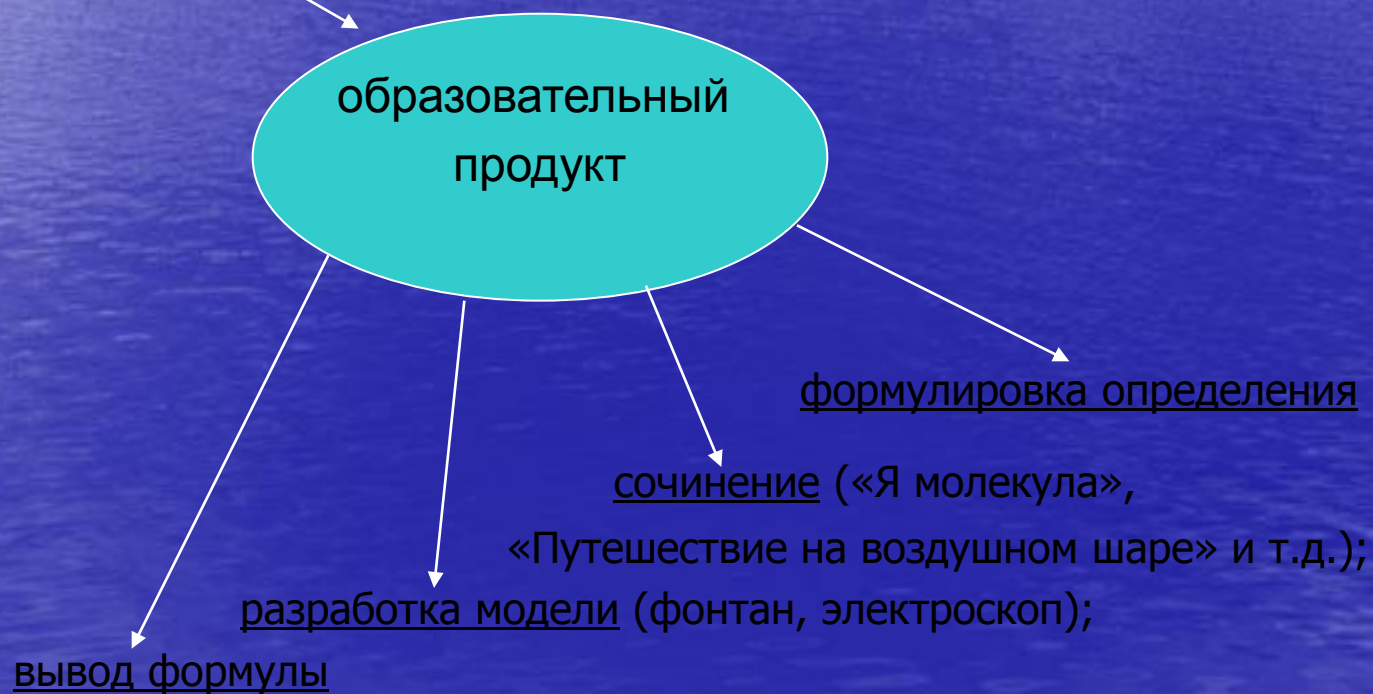 образовательный
продукт
формулировка определения
сочинение («Я молекула»,
«Путешествие на воздушном шаре» и т.д.);
разработка модели (фонтан, электроскоп);
вывод формулы